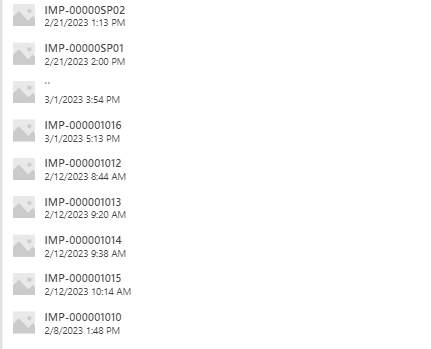 IMP-00000SP02
2/21/2023 1:13 PM
IMP-00000SP01
2/21/2023 2:00 PM
..
3/1/2023 3:54 PM
IMP-000001016
3/1/2023 5:13 PM
IMP-000001012
2/12/2023 8:44 AM
IMP-000001013
2/12/2023 9:20 AM
IMP-000001014
2/12/2023 9:38 AM
IMP-000001015
2/12/2023 10:14 AM
IMP-000001010
2/8/2023 1:48 PM